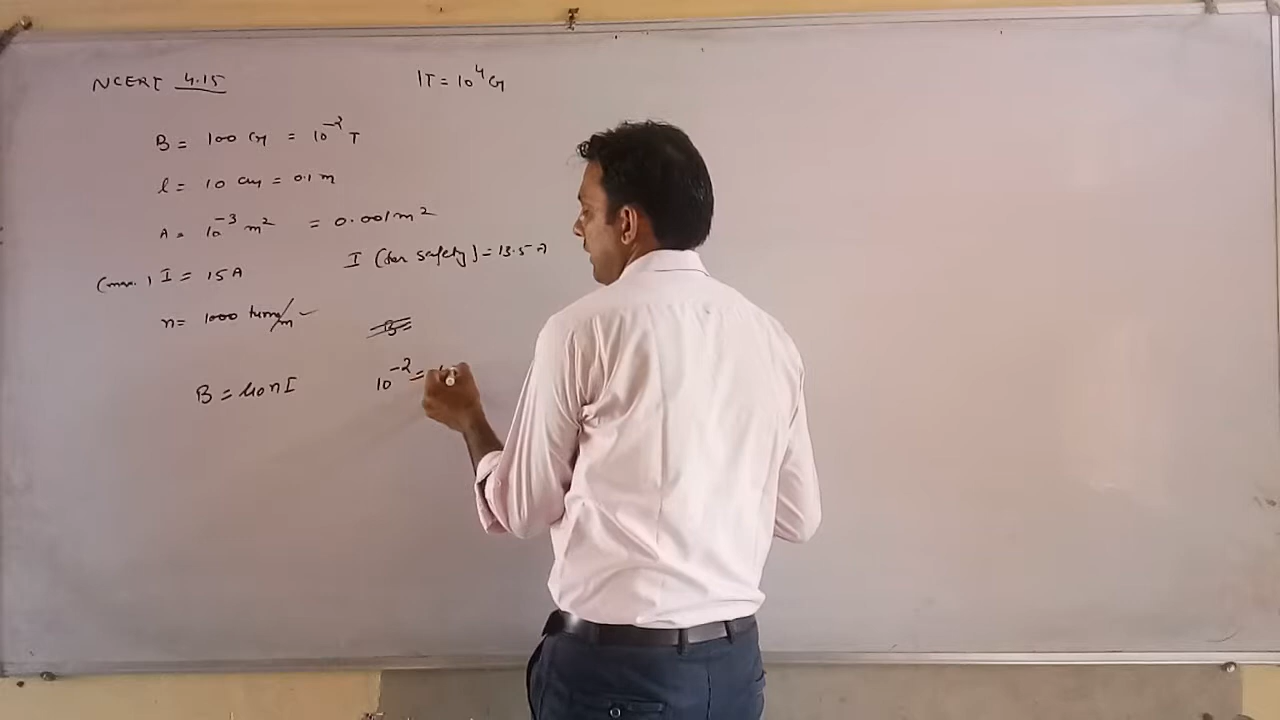 NCERT 4.15
1T = 10⁴ G
B = 100 G = 10⁻² T
l = 10 cm = 0.1 m
A = 10⁻³ m² = 0.001 m²
I (for safety) = 13.5 A
(max.) I = 15 A
n = 1000 turns/m
B = μ₀nI
10⁻² =